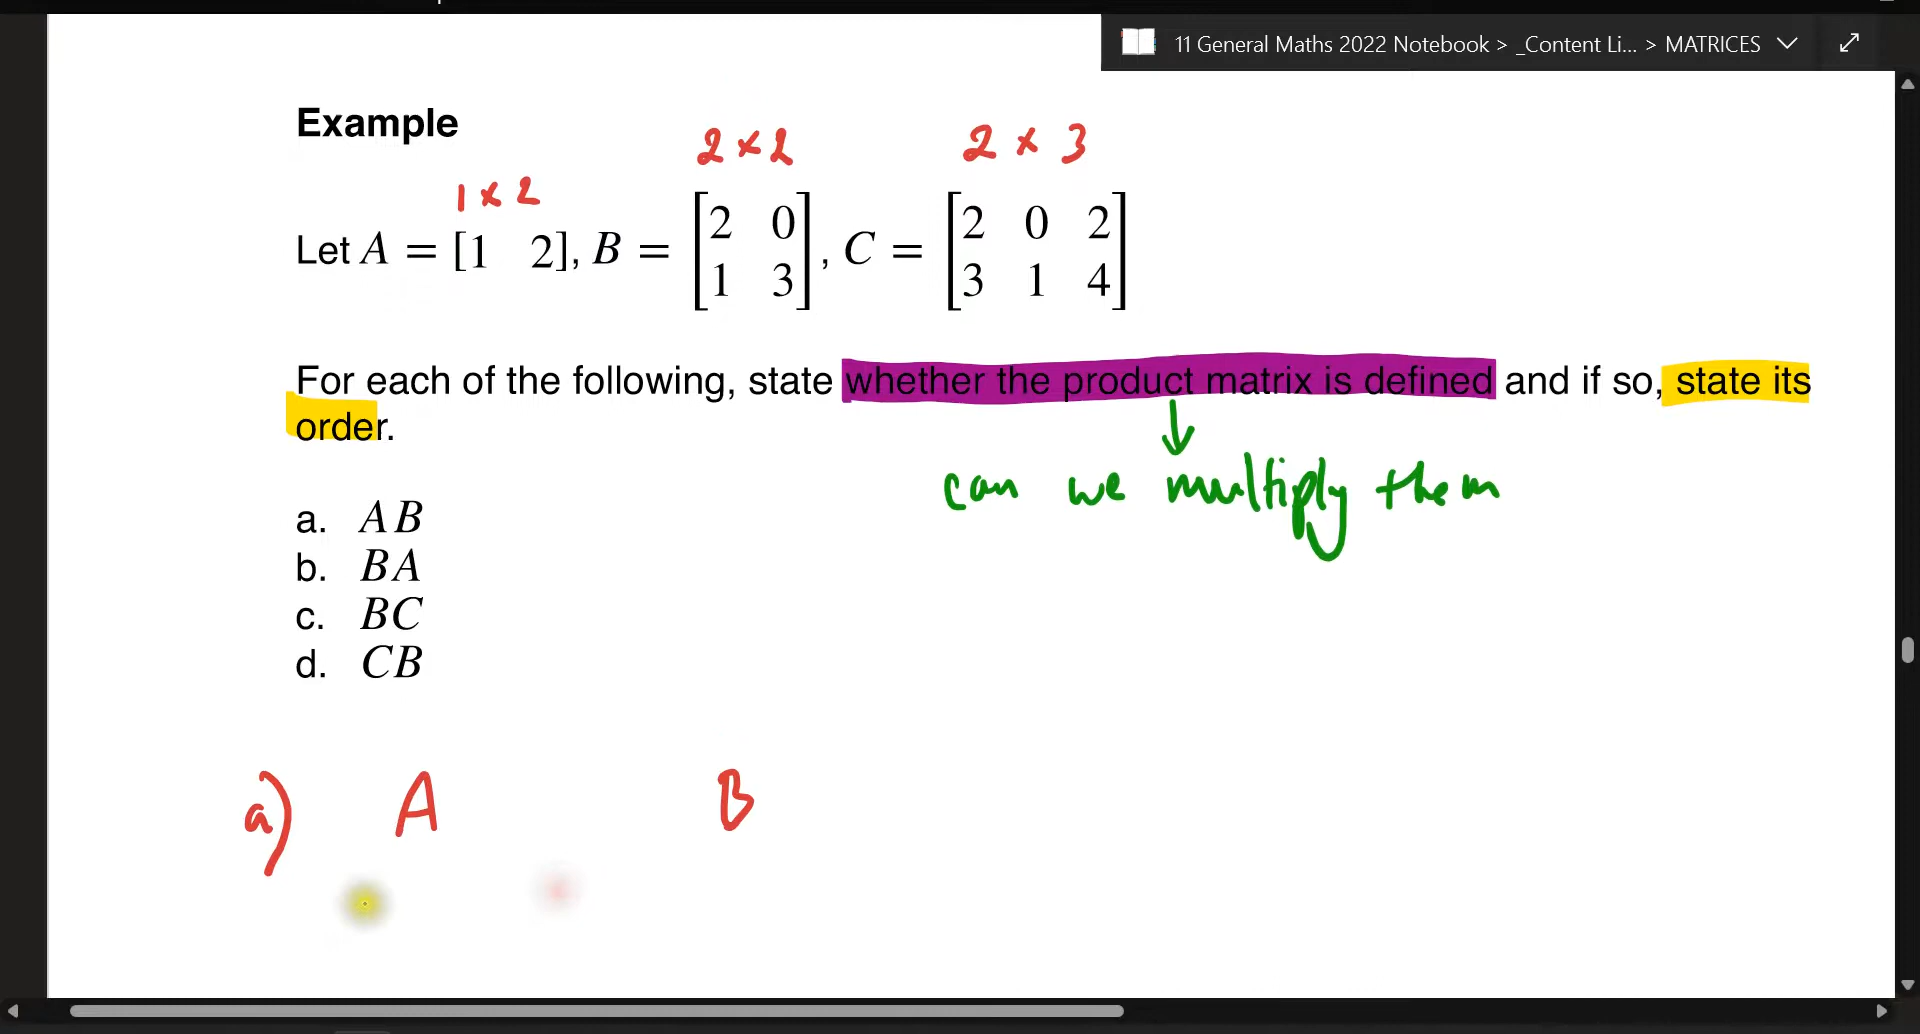 11 General Maths 2022 Notebook > _Content Li... > MATRICES
Example
2 × 2
2 × 3
1 × 2
Let A = [1 2], B = [2 0 1 3], C = [2 0 2 3 1 4]
For each of the following, state whether the product matrix is defined and if so, state its
order.
can we multiply them
a. AB
b. BA
c. BC
d. CB
a) A B